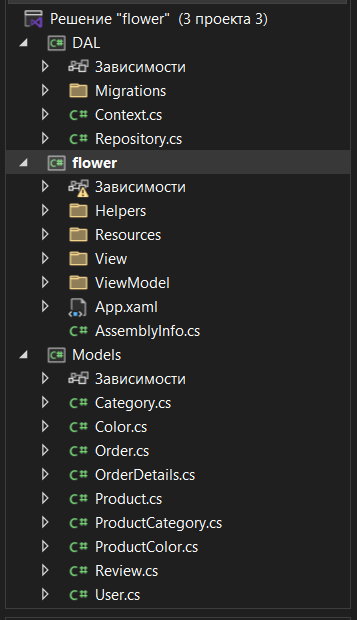 Решение "flower" (3 проекта 3)
C# DAL
Зависимости
Migrations
C# Context.cs
C# Repository.cs
C# flower
Зависимости
Helpers
Resources
View
ViewModel
App.xaml
C# AssemblyInfo.cs
C# Models
Зависимости
C# Category.cs
C# Color.cs
C# Order.cs
C# OrderDetails.cs
C# Product.cs
C# ProductCategory.cs
C# ProductColor.cs
C# Review.cs
C# User.cs